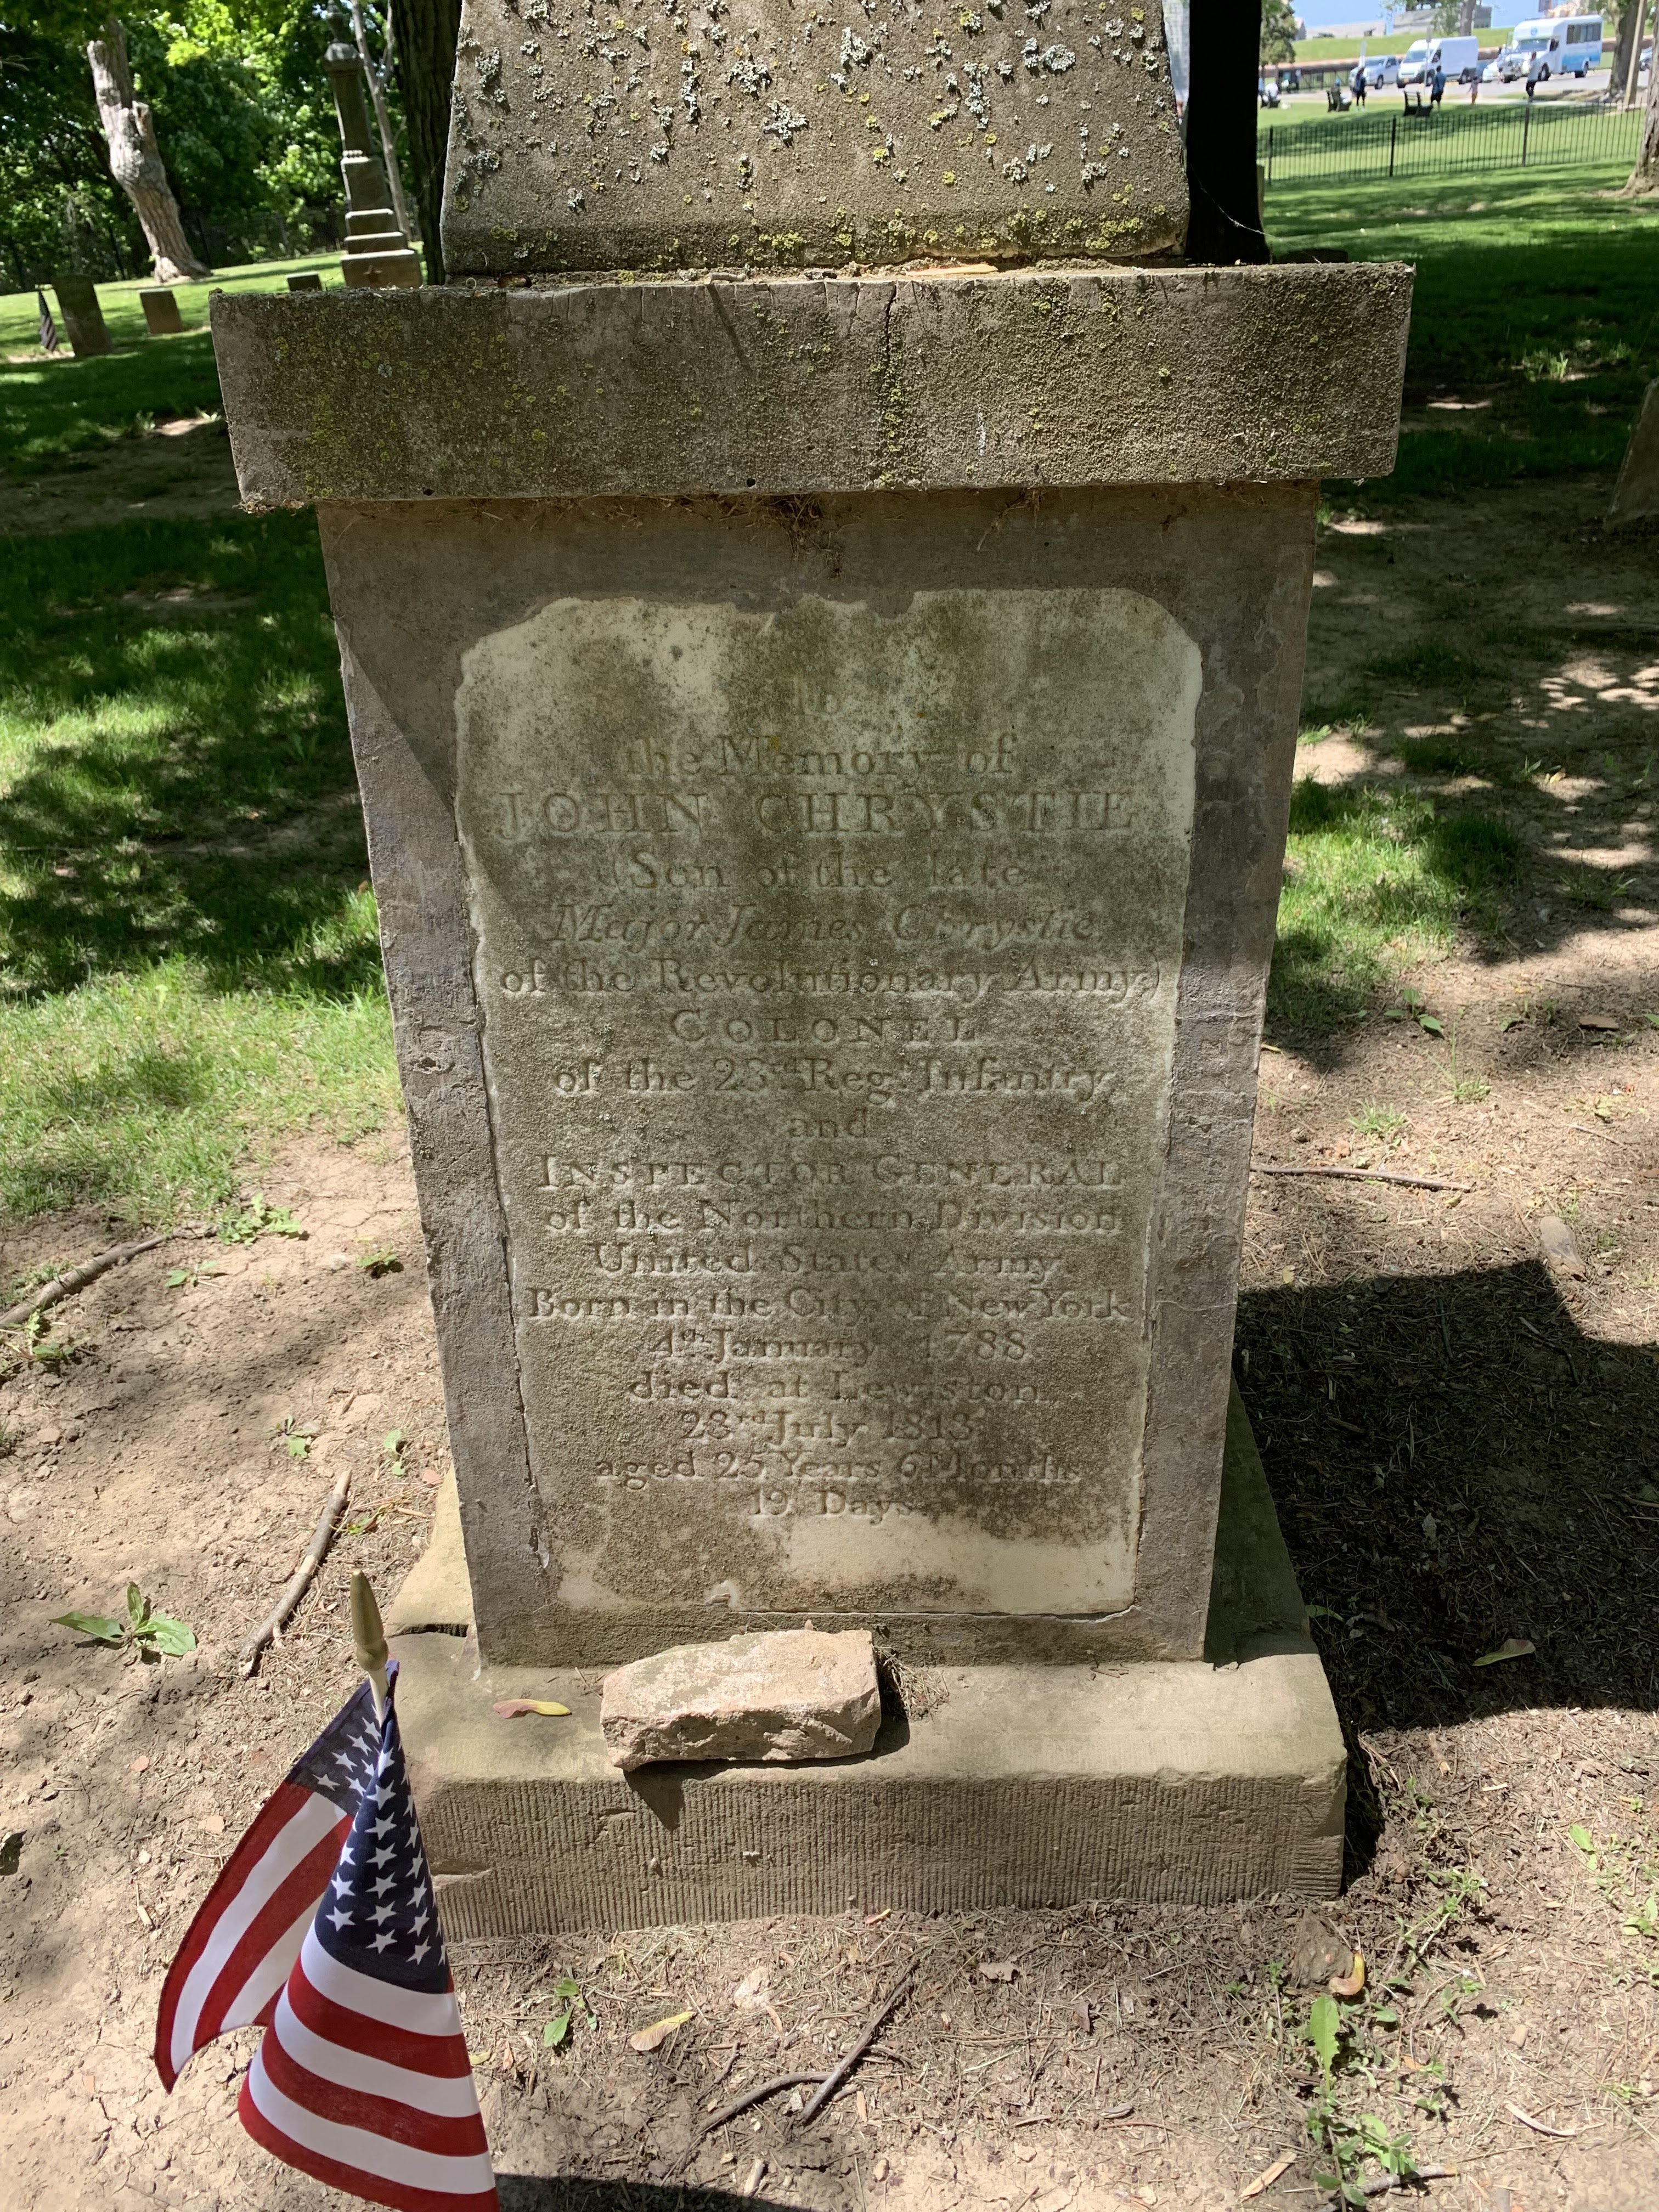 To
the Memory of
JOHN CHRYSTIE
(Son of the late
Major James Chrystie
of the Revolutionary Army,)
COLONEL
of the 23rd Regt Infantry
and
INSPECTOR GENERAL
of the Northern Division
United States Army.
Born in the City of New York
4th January 1788
died at Lewiston
23rd July 1813
aged 25 Years 6 Months
19 Days